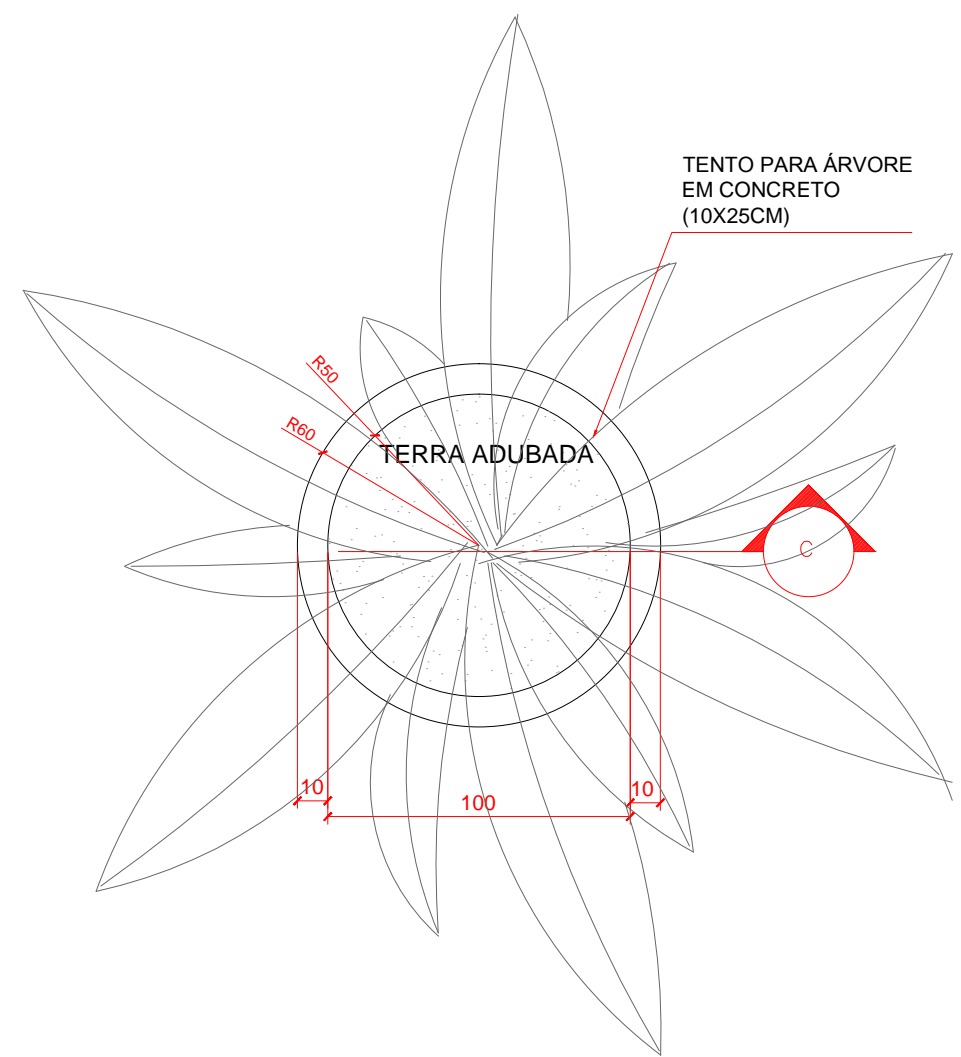 TENTO PARA ÁRVORE
EM CONCRETO
(10X25CM)
R50
R60
TERRA ADUBADA
C
10
100
10